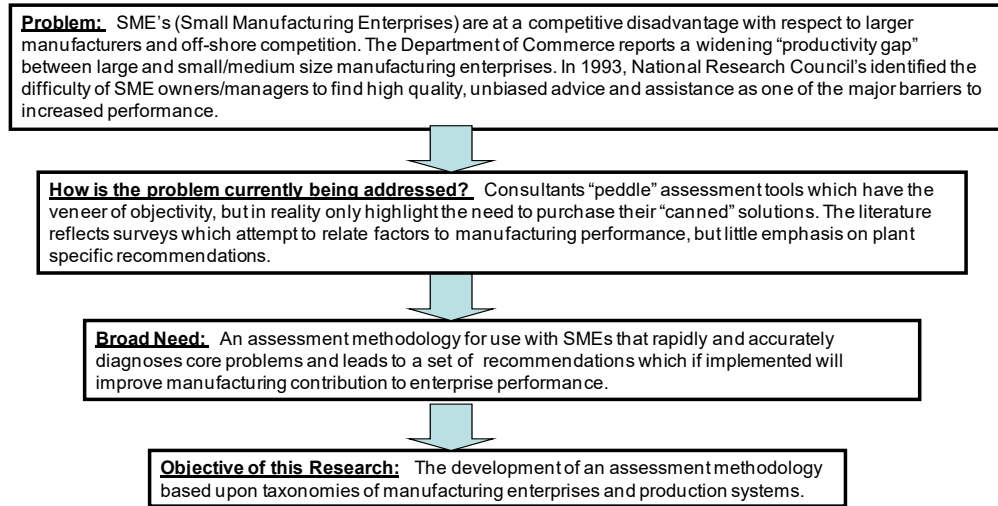 Problem: SME's (Small Manufacturing Enterprises) are at a competitive disadvantage with respect to larger
manufacturers and off-shore competition. The Department of Commerce reports a widening “productivity gap”
between large and small/medium size manufacturing enterprises. In 1993, National Research Council's identified the
difficulty of SME owners/managers to find high quality, unbiased advice and assistance as one of the major barriers to
increased performance.
How is the problem currently being addressed? Consultants “peddle” assessment tools which have the
veneer of objectivity, but in reality only highlight the need to purchase their “canned” solutions. The literature
reflects surveys which attempt to relate factors to manufacturing performance, but little emphasis on plant
specific recommendations.
Broad Need: An assessment methodology for use with SMEs that rapidly and accurately
diagnoses core problems and leads to a set of recommendations which if implemented will
improve manufacturing contribution to enterprise performance.
Objective of this Research: The development of an assessment methodology
based upon taxonomies of manufacturing enterprises and production systems.